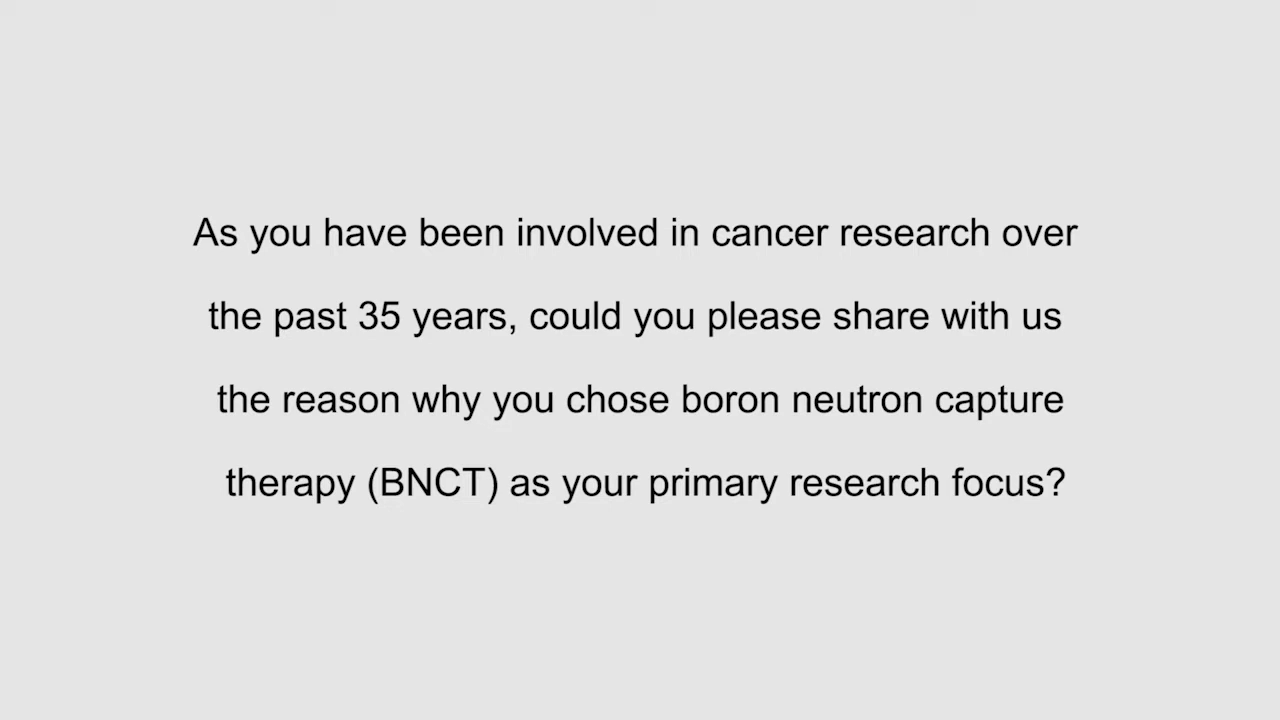 As you have been involved in cancer research over
the past 35 years, could you please share with us
the reason why you chose boron neutron capture
therapy (BNCT) as your primary research focus?